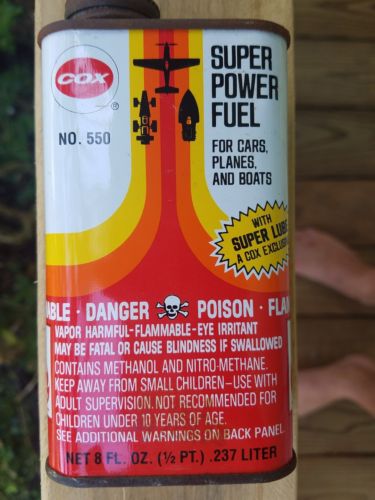 COX
®
NO. 550
SUPER
POWER
FUEL
FOR CARS,
PLANES,
AND BOATS
WITH
SUPER LUBE
A COX EXCLUSI
ABLE · DANGER POISON · FLA
VAPOR HARMFUL-FLAMMABLE-EYE IRRITANT
MAY BE FATAL OR CAUSE BLINDNESS IF SWALLOWED
CONTAINS METHANOL AND NITRO-METHANE.
KEEP AWAY FROM SMALL CHILDREN-USE WITH
ADULT SUPERVISION. NOT RECOMMENDED FOR
CHILDREN UNDER 10 YEARS OF AGE.
SEE ADDITIONAL WARNINGS ON BACK PANEL.
NET 8 FL. OZ. (½ PT.) .237 LITER